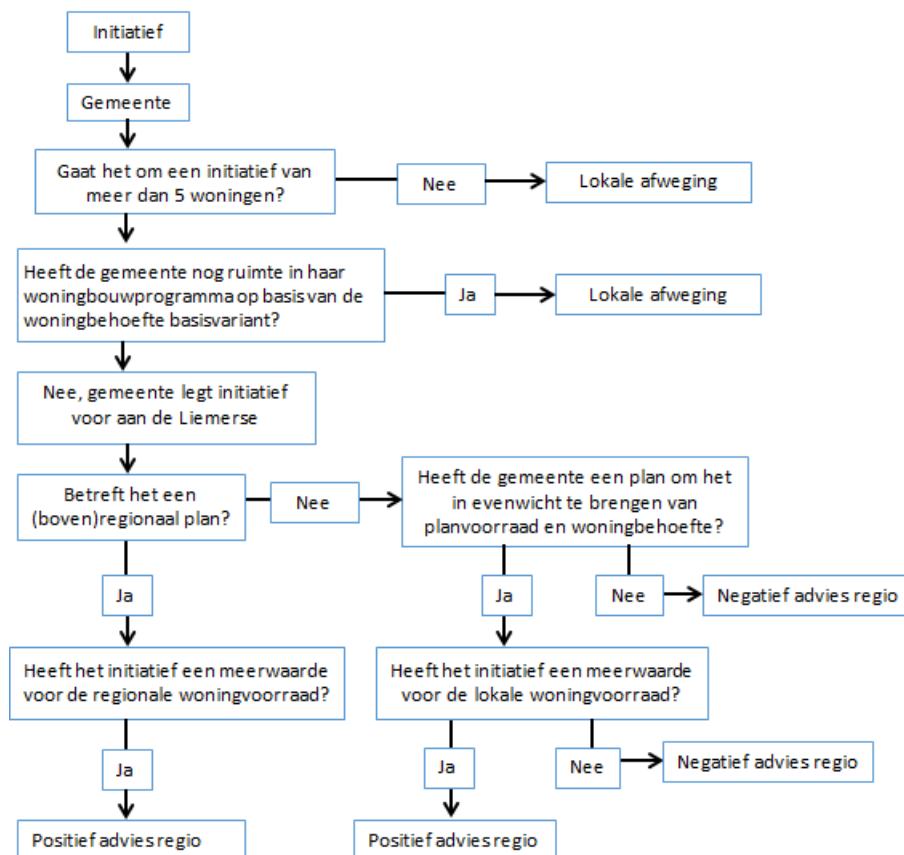 Initiatief
Gemeente
Gaat het om een initiatief van
meer dan 5 woningen?
Nee
Lokale afweging
Heeft de gemeente nog ruimte in haar
woningbouwprogramma op basis van de
woningbehoefte basisvariant?
Ja
Lokale afweging
Nee, gemeente legt initiatief
voor aan de Liemerse
Betreft het een
(boven)regionaal plan?
Nee
Heeft de gemeente een plan om het
in evenwicht te brengen van
planvoorraad en woningbehoefte?
Ja
Ja
Nee
Negatief advies regio
Heeft het initiatief een meerwaarde
voor de regionale woningvoorraad?
Heeft het initiatief een meerwaarde
voor de lokale woningvoorraad?
Ja
Ja
Nee
Negatief advies regio
Positief advies regio
Positief advies regio